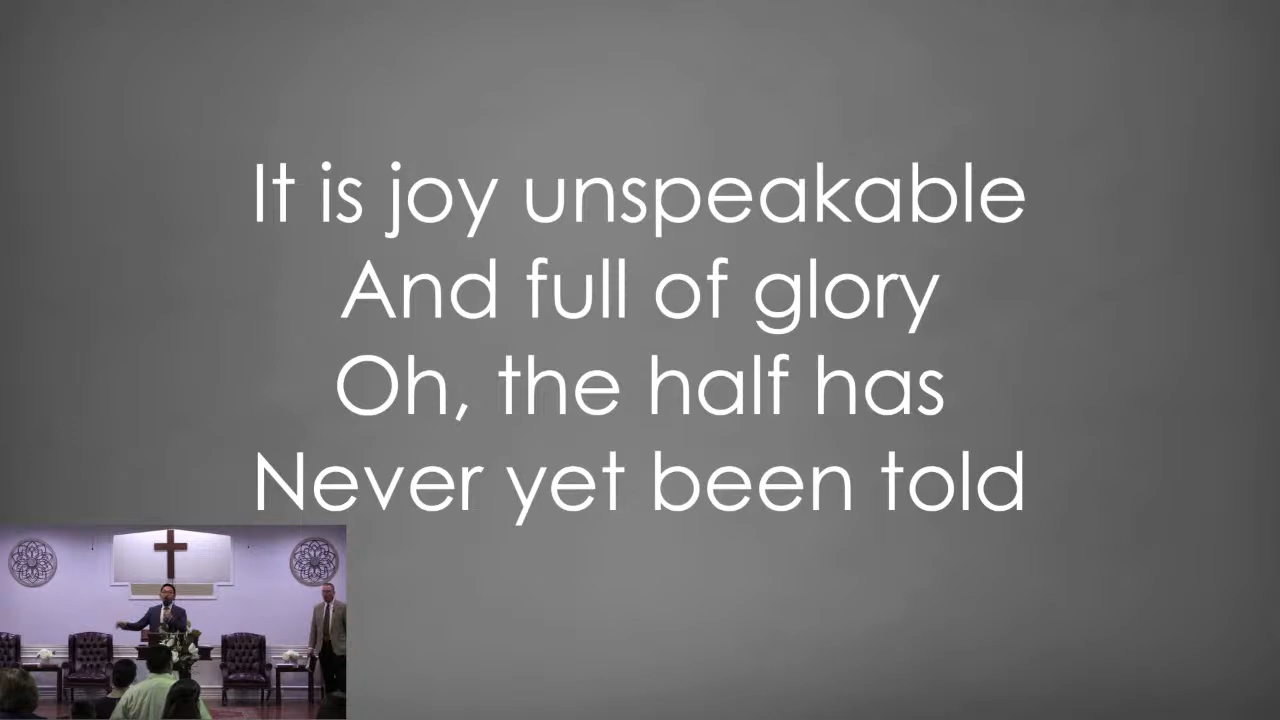 It is joy unspeakable
And full of glory
Oh, the half has
Never yet been told